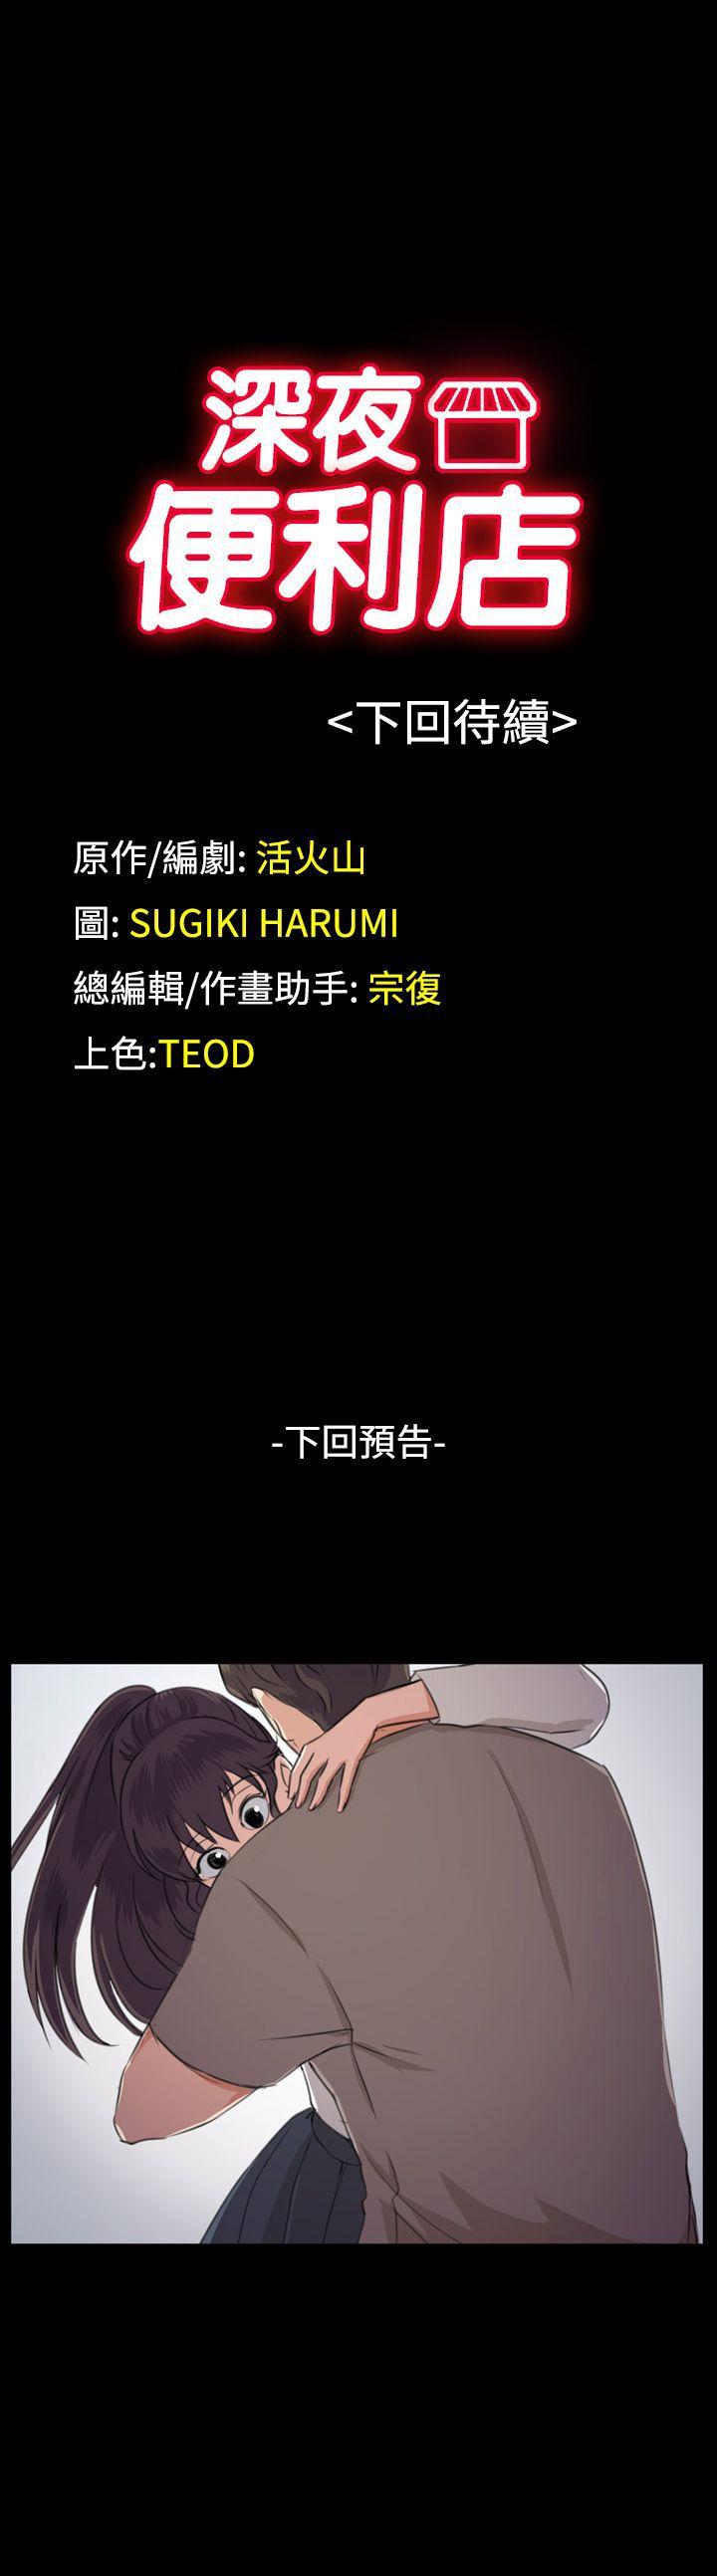 深夜
便利店
<下回待續>
原作/編劇: 活火山
圖: SUGIKI HARUMI
總編輯/作畫助手: 宗復
上色:TEOD
-下回預告-